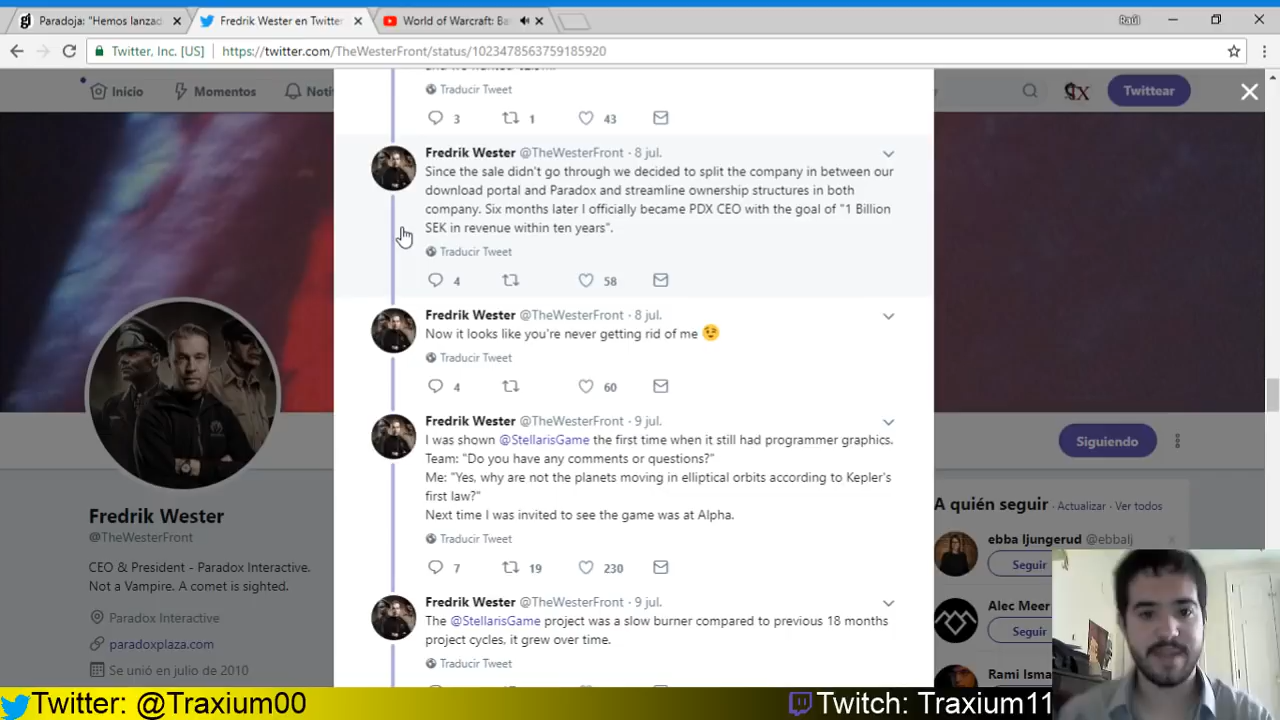 Paradoja: "Hemos lanzad
Fredrik Wester en Twitter
World of Warcraft: Ba
Raúl
Twitter, Inc. [US]
https://twitter.com/TheWesterFront/status/1023478563759185920
Inicio
Momentos
Noti
Twittear
Traducir Tweet
3 1 43
Fredrik Wester @TheWesterFront · 8 jul.
Since the sale didn't go through we decided to split the company in between our
download portal and Paradox and streamline ownership structures in both
company. Six months later I officially became PDX CEO with the goal of "1 Billion
SEK in revenue within ten years".
Traducir Tweet
4 58
Fredrik Wester @TheWesterFront · 8 jul.
Now it looks like you're never getting rid of me 😉
Traducir Tweet
4 60
Fredrik Wester @TheWesterFront · 9 jul.
I was shown @StellarisGame the first time when it still had programmer graphics.
Team: "Do you have any comments or questions?"
Me: "Yes, why are not the planets moving in elliptical orbits according to Kepler's
first law?"
Next time I was invited to see the game was at Alpha.
Traducir Tweet
7 19 230
Fredrik Wester @TheWesterFront · 9 jul.
The @StellarisGame project was a slow burner compared to previous 18 months
project cycles, it grew over time.
Traducir Tweet
Fredrik Wester
@TheWesterFront
CEO & President - Paradox Interactive.
Not a Vampire. A comet is sighted.
Paradox Interactive
paradoxplaza.com
Se unió en julio de 2010
Siguiendo
A quién seguir · Actualizar · Ver todos
ebba ljungerud @ebbalj
Seguir
Alec Meer
Seguir
Rami Isma
Twitter: @Traxium00
Twitch: Traxium11